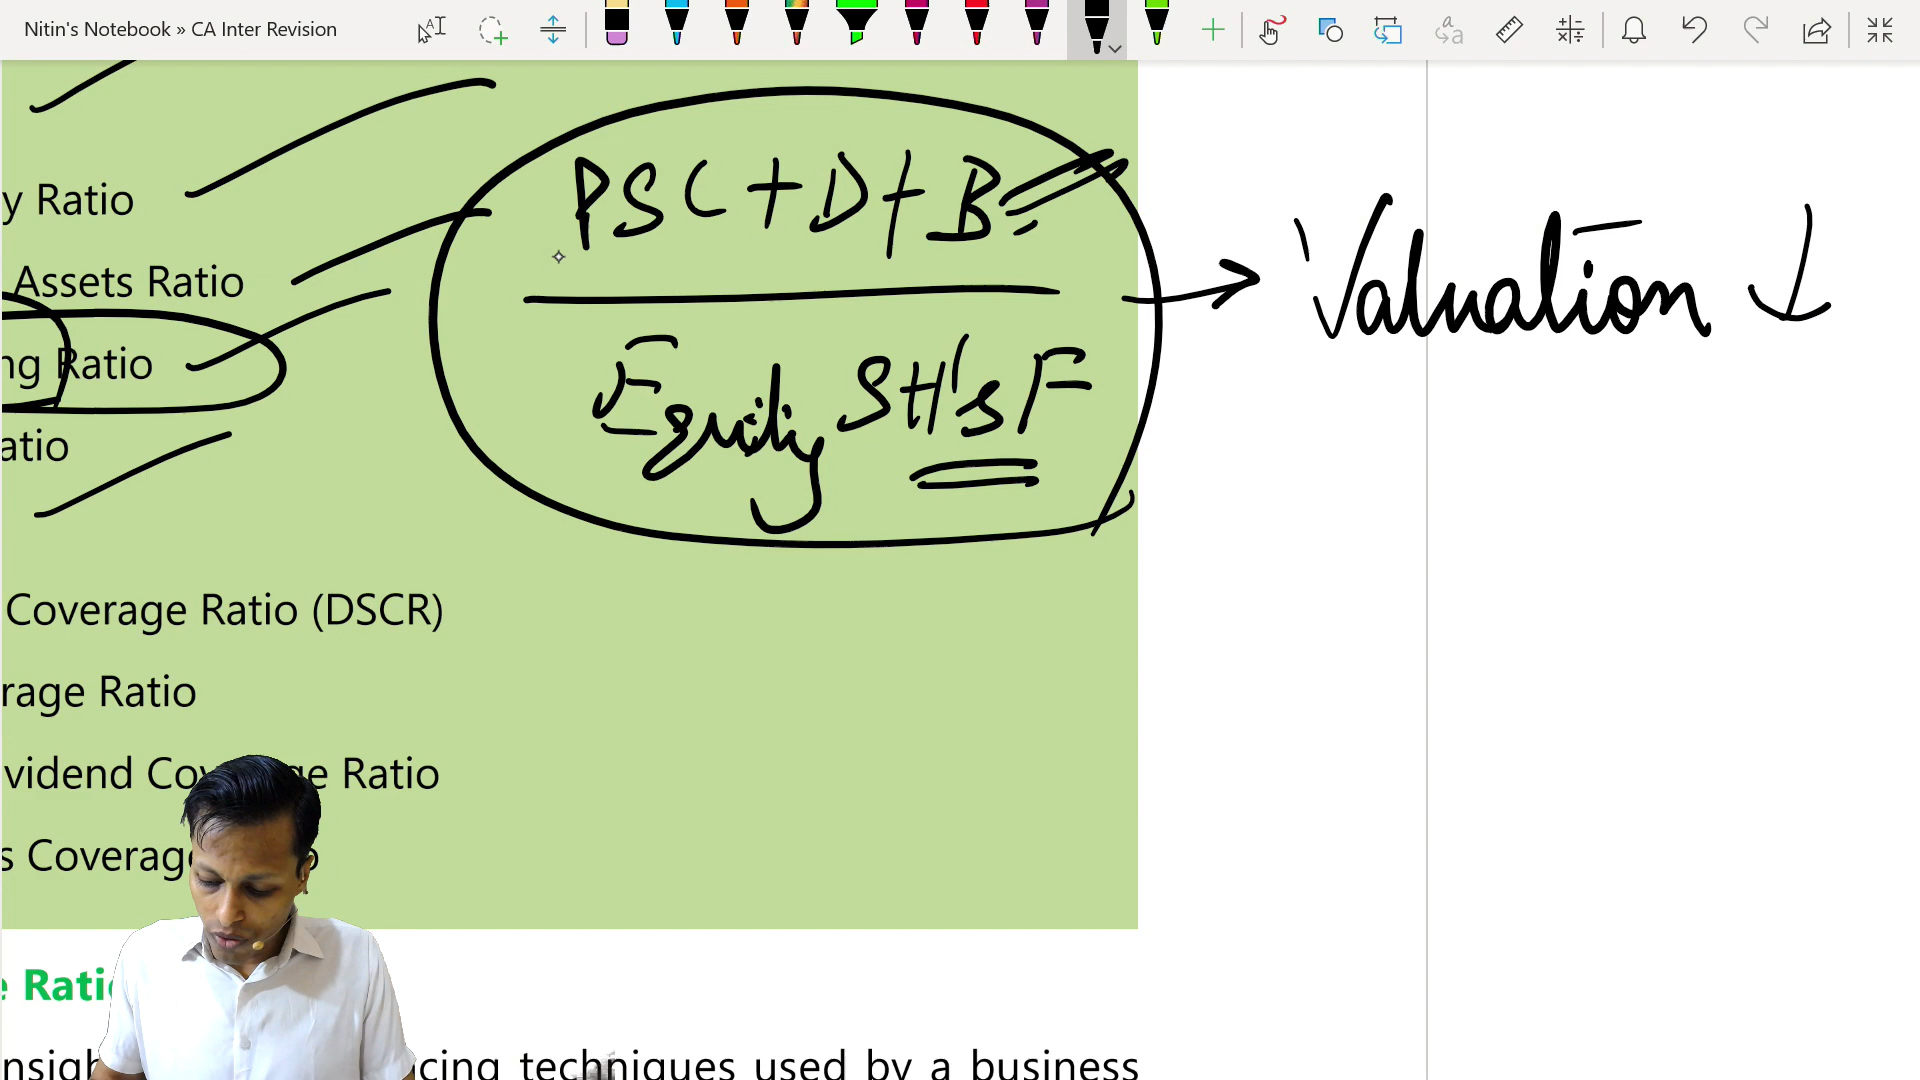 Nitin's Notebook » CA Inter Revision
y Ratio
Assets Ratio
ng Ratio
atio
PSC + D + B
Equity SH's F
Valuation ↓
Coverage Ratio (DSCR)
rage Ratio
vidend Co ge Ratio
s Coverag o
e Rati
nsigh cing techniques used by a business